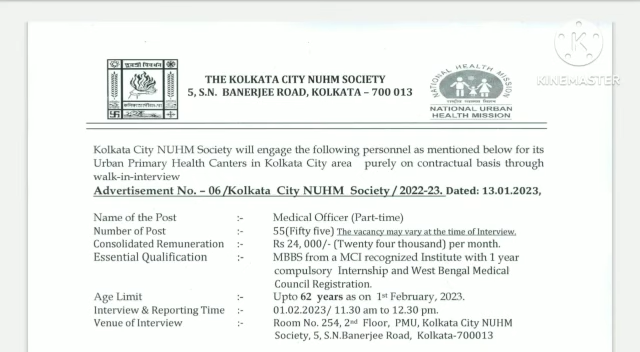 K
KINEMASTER
THE KOLKATA CITY NUHM SOCIETY
5, S.N. BANERJEE ROAD, KOLKATA – 700 013
NATIONAL HEALTH MISSION
NATIONAL URBAN
HEALTH MISSION
Kolkata City NUHM Society will engage the following personnel as mentioned below for its
Urban Primary Health Canters in Kolkata City area purely on contractual basis through
walk-in-interview
Advertisement No. – 06 /Kolkata City NUHM Society / 2022-23. Dated: 13.01.2023,
Name of the Post :- Medical Officer (Part-time)
Number of Post :- 55(Fifty five) The vacancy may vary at the time of Interview.
Consolidated Remuneration :- Rs 24,000/- (Twenty four thousand) per month.
Essential Qualification :- MBBS from a MCI recognized Institute with 1 year
compulsory Internship and West Bengal Medical
Council Registration.
Age Limit :- Upto 62 years as on 1st February, 2023.
Interview & Reporting Time :- 01.02.2023/ 11.30 am to 12.30 pm.
Venue of Interview :- Room No. 254, 2nd Floor, PMU, Kolkata City NUHM
Society, 5, S.N.Banerjee Road, Kolkata-700013